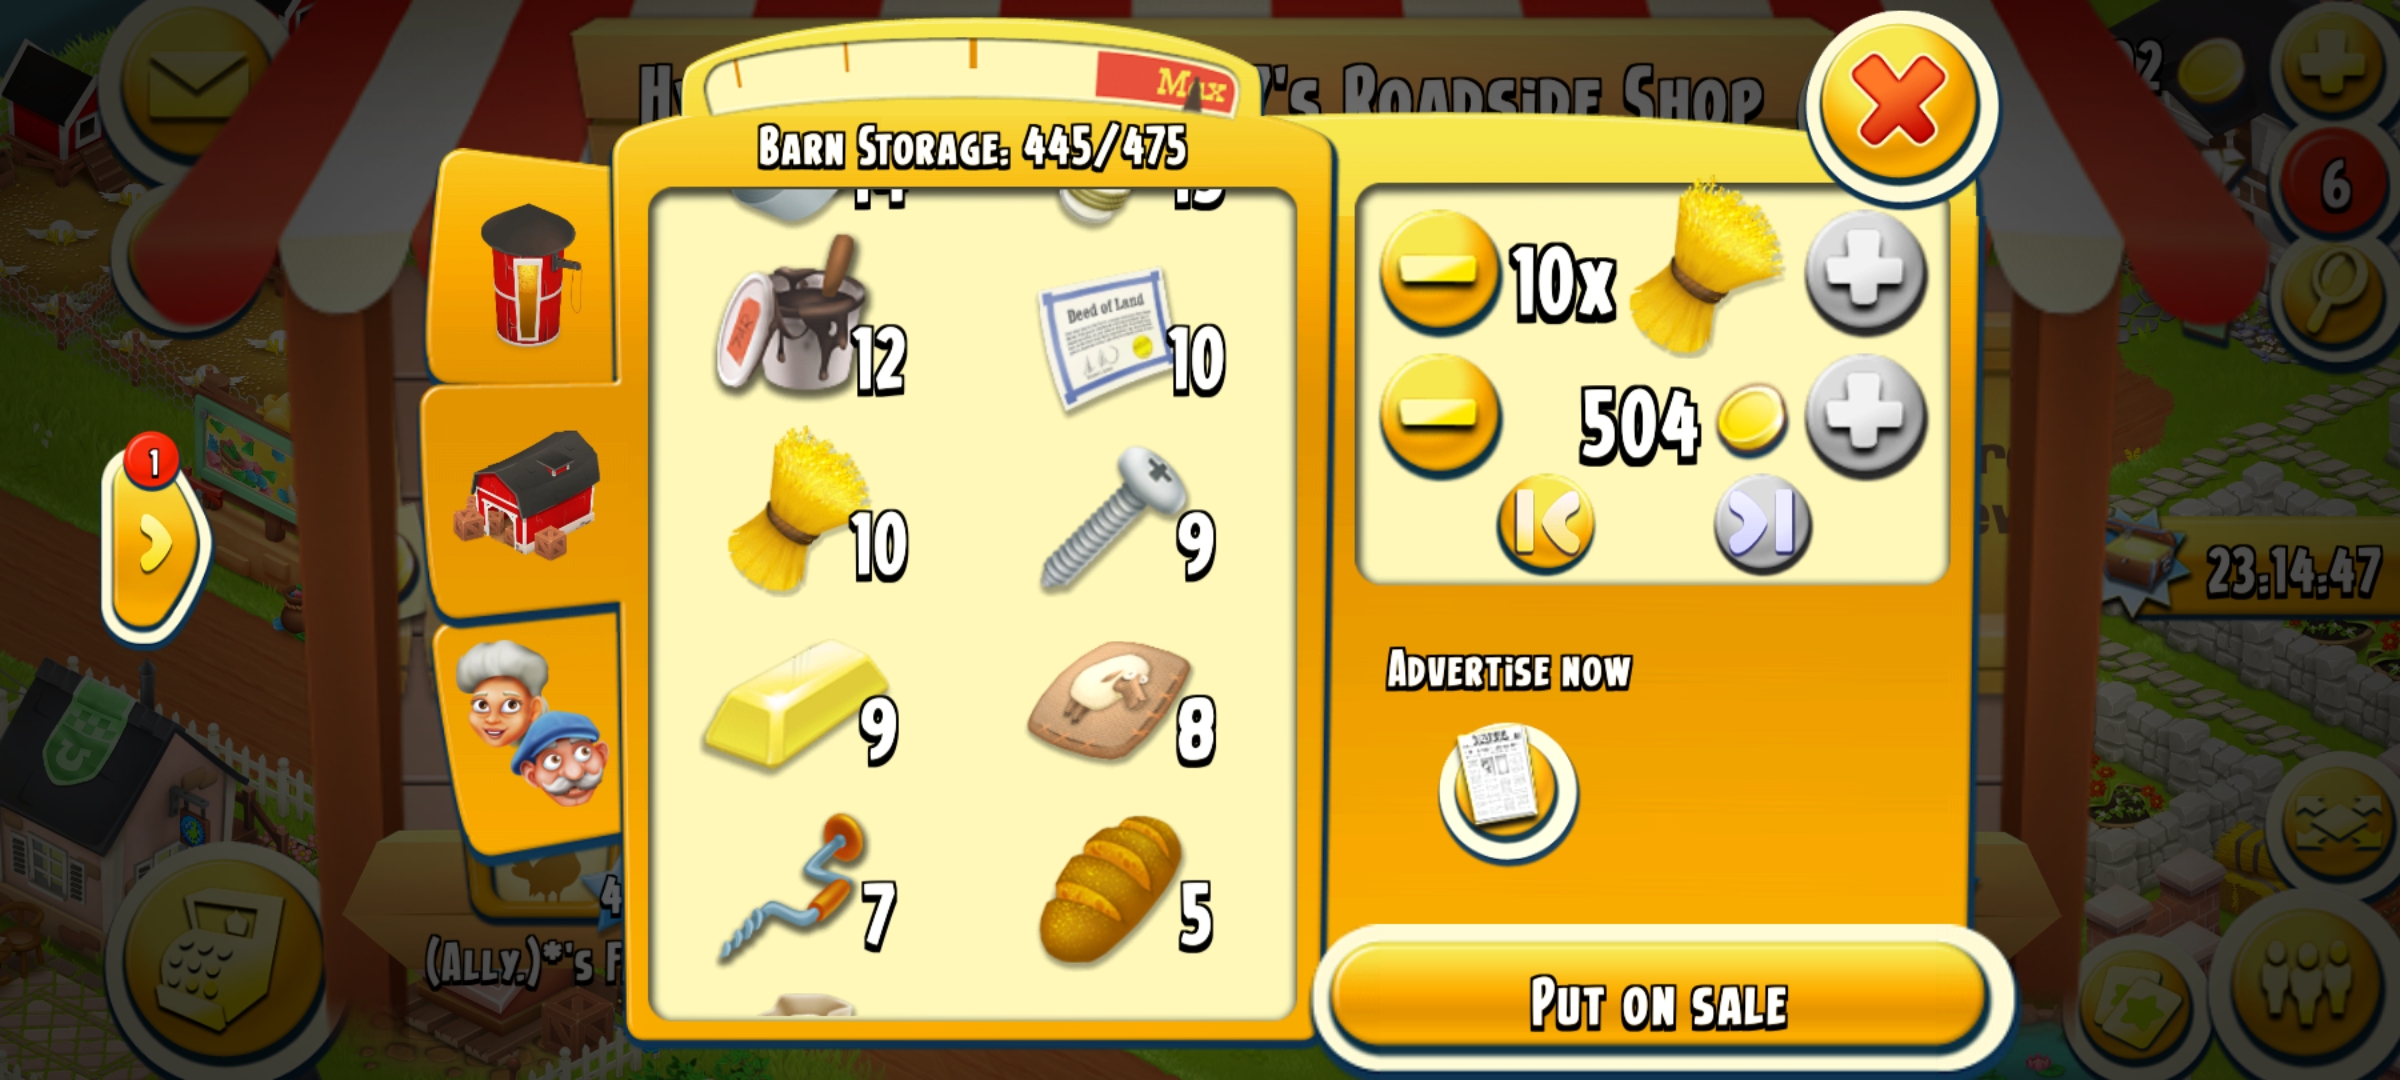 'S ROADSIDE SHOP
Max
BARN STORAGE: 445/475
6
10x
Deed of Land
12
10
504
1
10
9
23:14:47
ADVERTISE NOW
9
8
7
5
(ALLY.)*'S F
PUT ON SALE